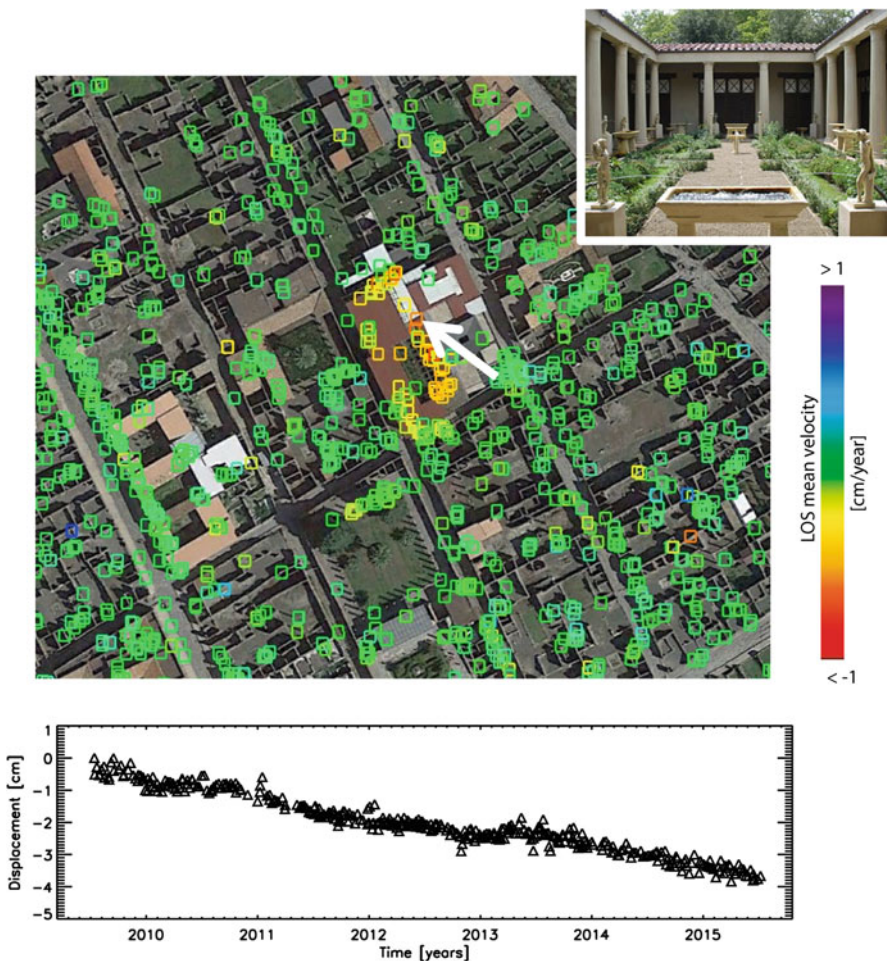 > 1
LOS mean velocity
[cm/year]
< -1
1
0
-1
-2
-3
-4
-5
Displacement [cm]
2010 2011 2012 2013 2014 2015
Time [years]